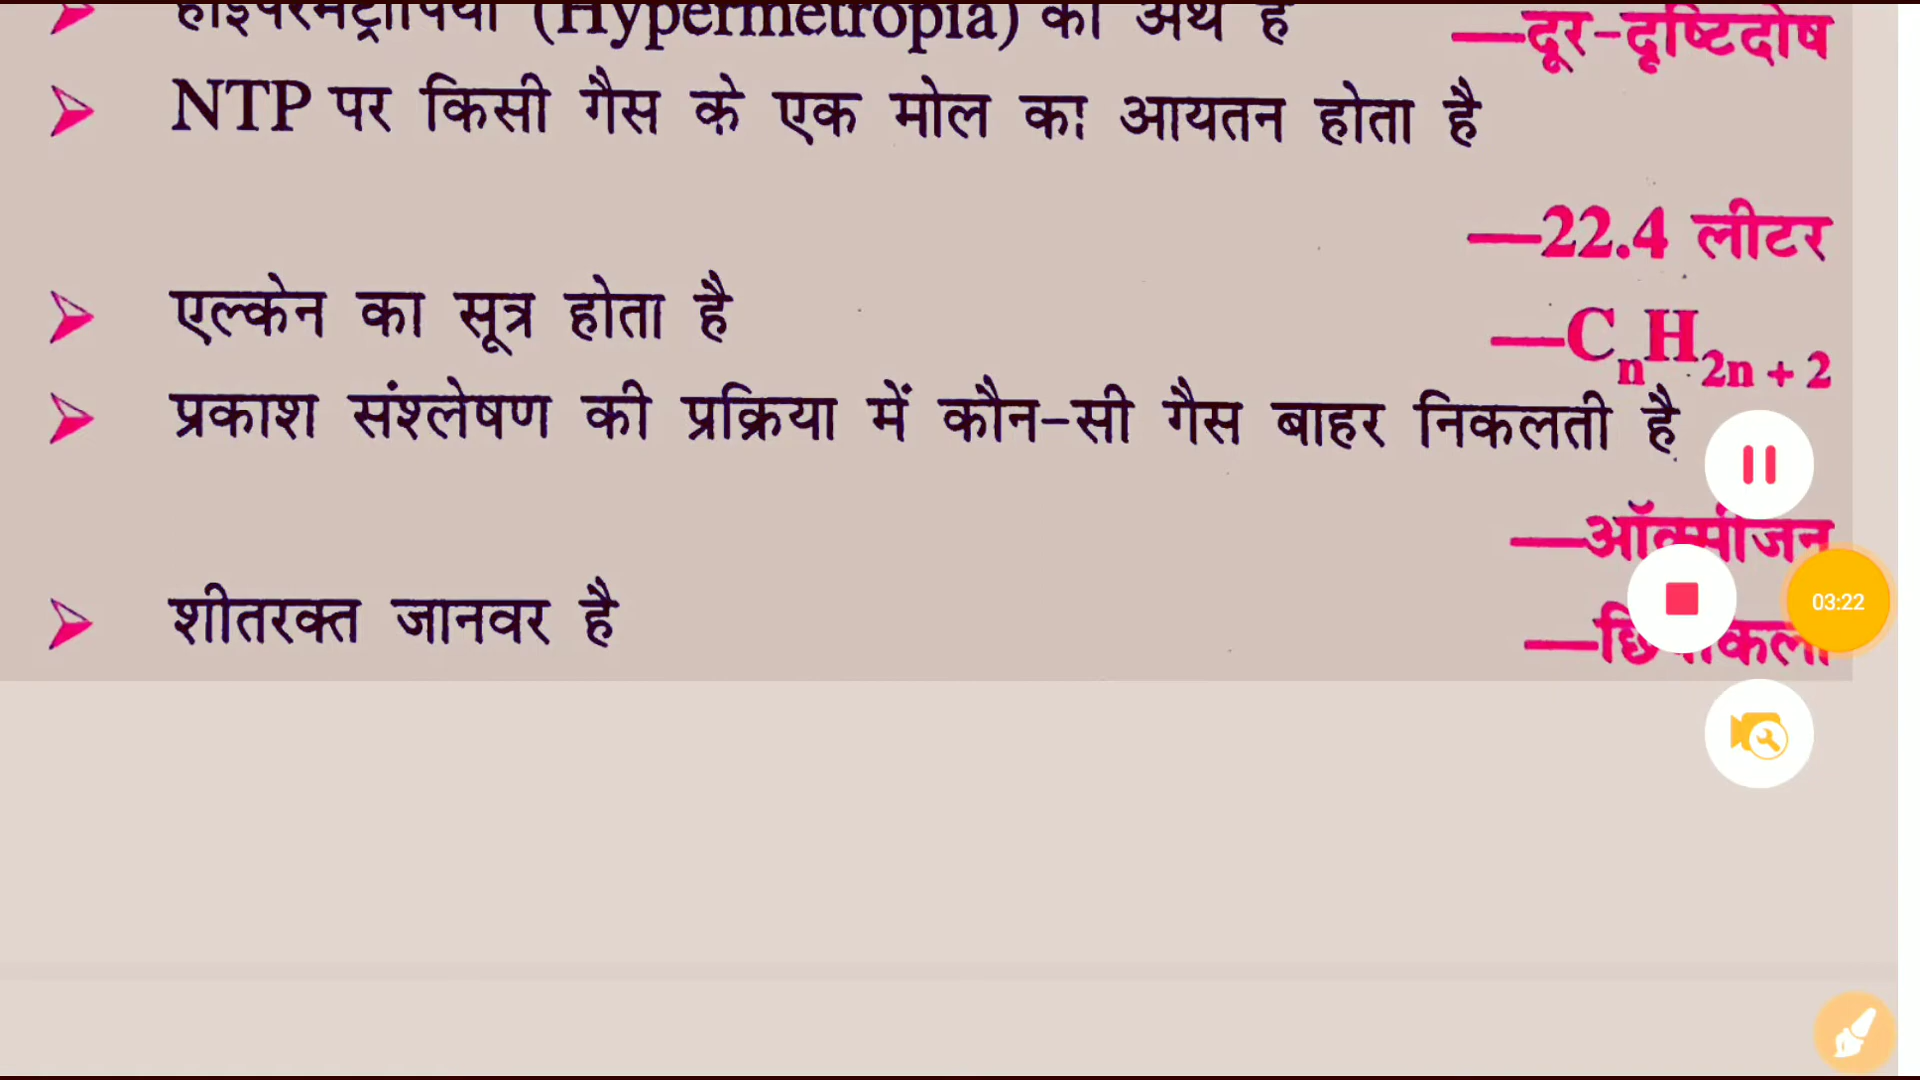 (Hypermetropia) का अर्थ है —दूर-दृष्टिदोष
NTP पर किसी गैस के एक मोल का आयतन होता है
—22.4 लीटर
एल्केन का सूत्र होता है —CₙH₂ₙ₊₂
प्रकाश संश्लेषण की प्रक्रिया में कौन-सी गैस बाहर निकलती है
—ऑक्सीजन
शीतरक्त जानवर है
03:22